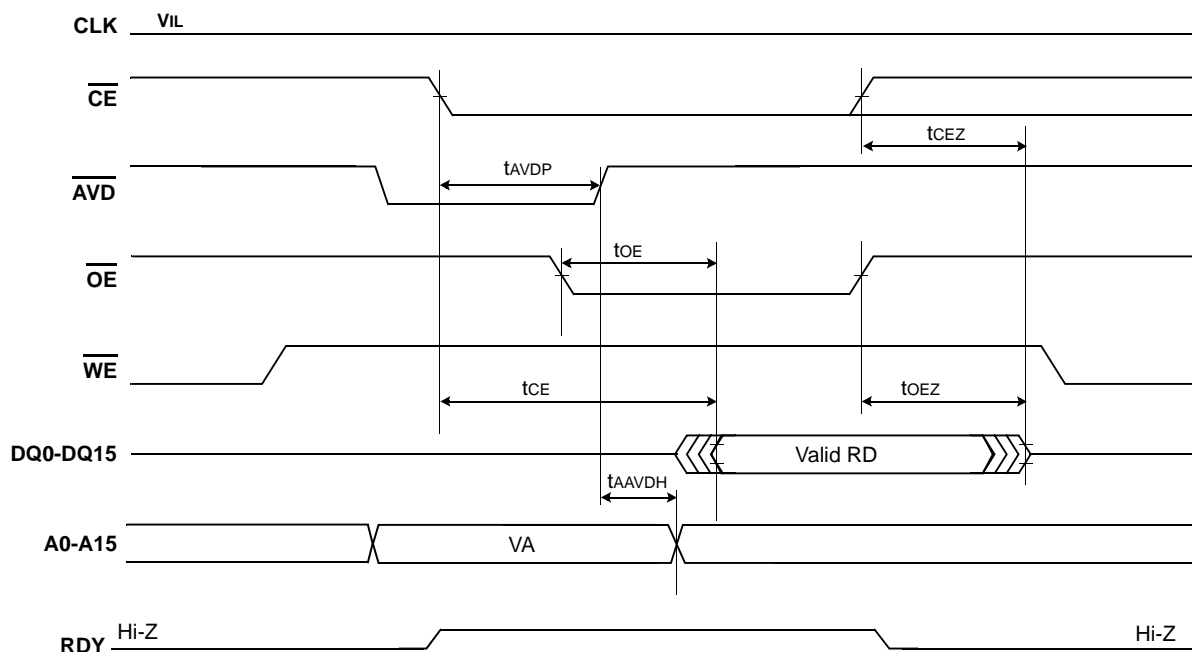 CLK VIL
CE
tCEZ
AVD tAVDP
OE tOE
WE
tCE tOEZ
DQ0-DQ15 Valid RD
tAAVDH
A0-A15 VA
RDY Hi-Z Hi-Z